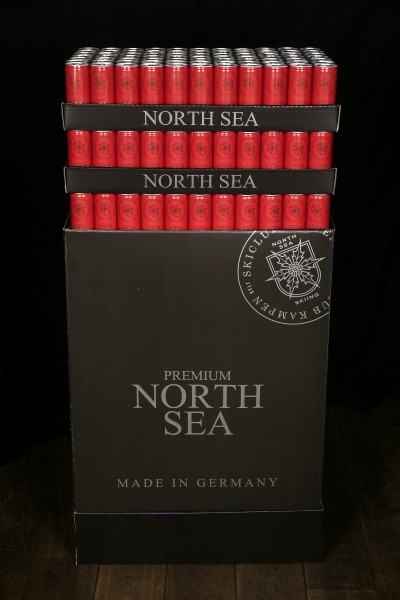 NORTH SEA
NORTH SEA
SKICLUB KAMPEN
NORTH
SEA
SKIING
PREMIUM
NORTH
SEA
MADE IN GERMANY